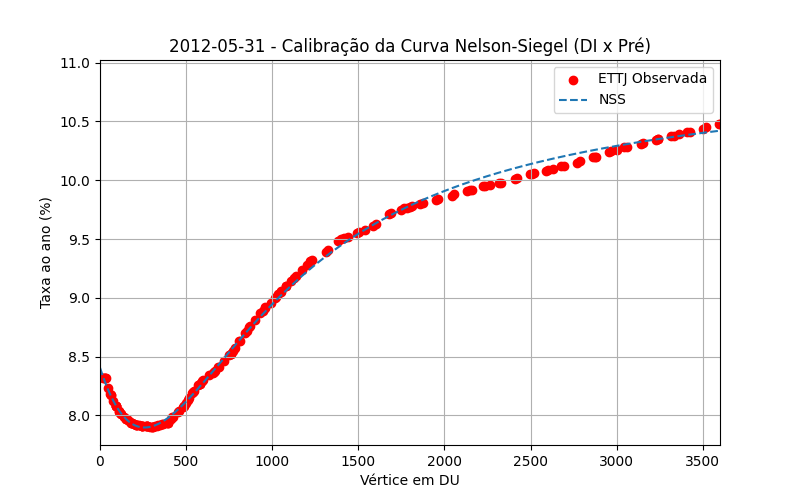 2012-05-31 - Calibração da Curva Nelson-Siegel (DI x Pré)
ETTJ Observada
NSS
Taxa ao ano (%)
11.0
10.5
10.0
9.5
9.0
8.5
8.0
0 500 1000 1500 2000 2500 3000 3500
Vértice em DU